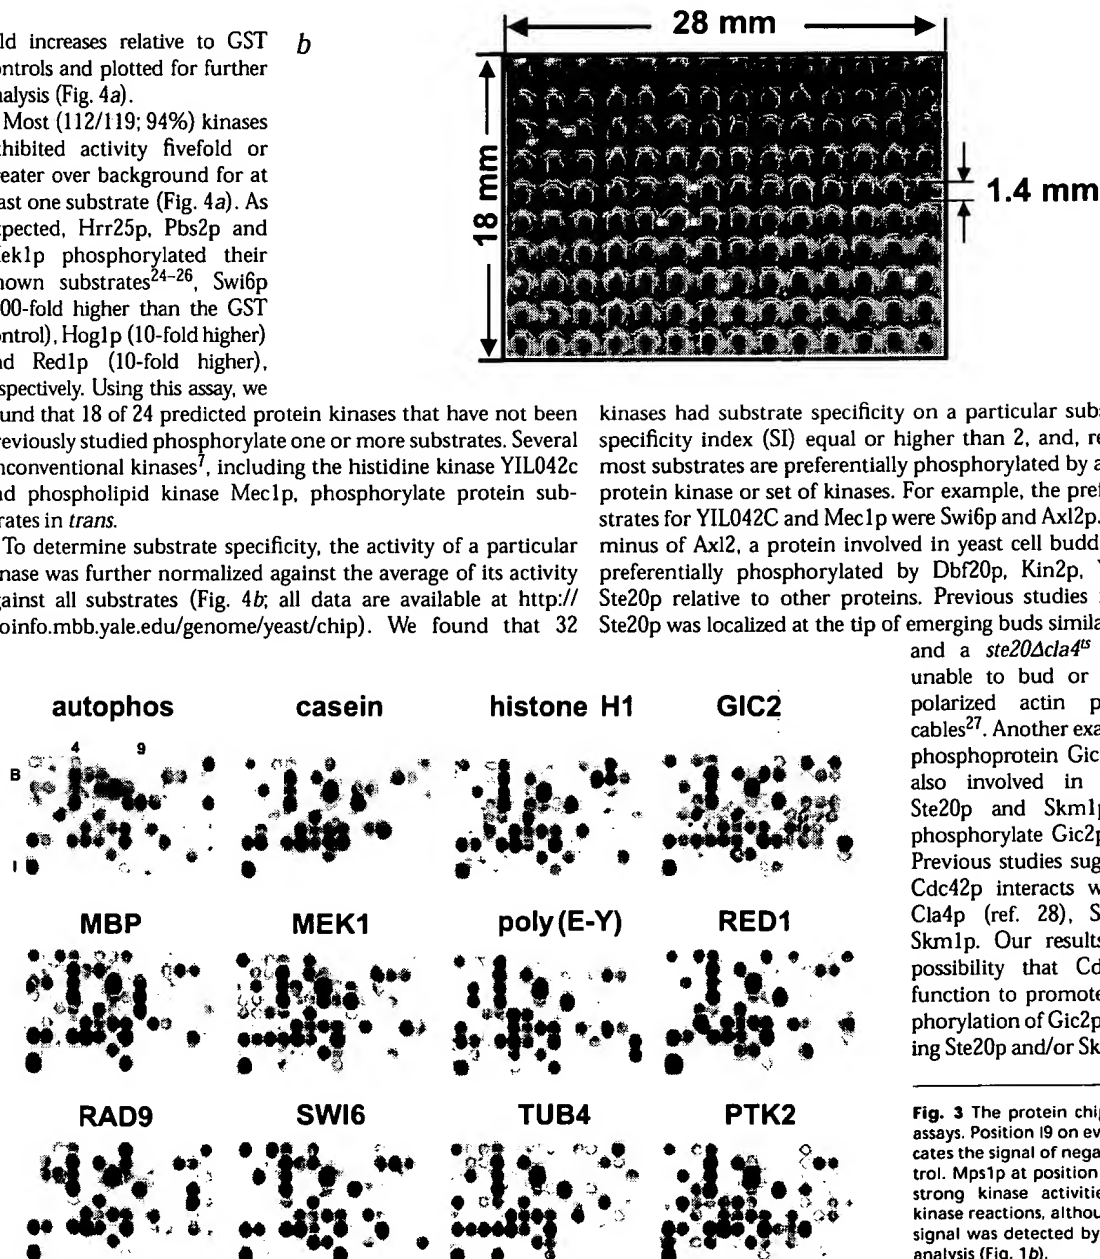 ld increases relative to GST
ontrols and plotted for further
nalysis (Fig. 4a).
Most (112/119; 94%) kinases
xhibited activity fivefold or
reater over background for at
ast one substrate (Fig. 4a). As
xpected, Hrr25p, Pbs2p and
ek1p phosphorylated their
nown substrates24–26, Swi6p
00-fold higher than the GST
ontrol), Hog1p (10-fold higher)
nd Red1p (10-fold higher),
spectively. Using this assay, we
und that 18 of 24 predicted protein kinases that have not been
reviously studied phosphorylate one or more substrates. Several
nconventional kinases7, including the histidine kinase YIL042c
nd phospholipid kinase Mec1p, phosphorylate protein sub-
rates in trans.
To determine substrate specificity, the activity of a particular
nase was further normalized against the average of its activity
gainst all substrates (Fig. 4b; all data are available at http://
oinfo.mbb.yale.edu/genome/yeast/chip). We found that 32
b
28 mm
18 mm
1.4 mm
kinases had substrate specificity on a particular sub
specificity index (SI) equal or higher than 2, and, re
most substrates are preferentially phosphorylated by a
protein kinase or set of kinases. For example, the pref
strates for YIL042C and Mec1p were Swi6p and Axl2p.
minus of Axl2, a protein involved in yeast cell budd
preferentially phosphorylated by Dbf20p, Kin2p, Y
Ste20p relative to other proteins. Previous studies
Ste20p was localized at the tip of emerging buds simila
and a ste20Δcla4ts
unable to bud or
polarized actin p
cables27. Another exa
phosphoprotein Gic
also involved in
Ste20p and Skm1p
phosphorylate Gic2p
Previous studies sug
Cdc42p interacts w
Cla4p (ref. 28), S
Skm1p. Our results
possibility that Cd
function to promote
phorylation of Gic2p
ing Ste20p and/or Sk
autophos casein histone H1 GIC2
4 9
B
I
MBP MEK1 poly(E-Y) RED1
RAD9 SWI6 TUB4 PTK2
Fig. 3 The protein chip
assays. Position I9 on ev
cates the signal of nega
trol. Mps1p at position
strong kinase activitie
kinase reactions, althou
signal was detected by
analysis (Fig. 1b).